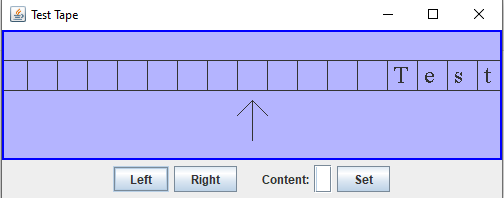 Test Tape
T e s t
Left Right Content: Set